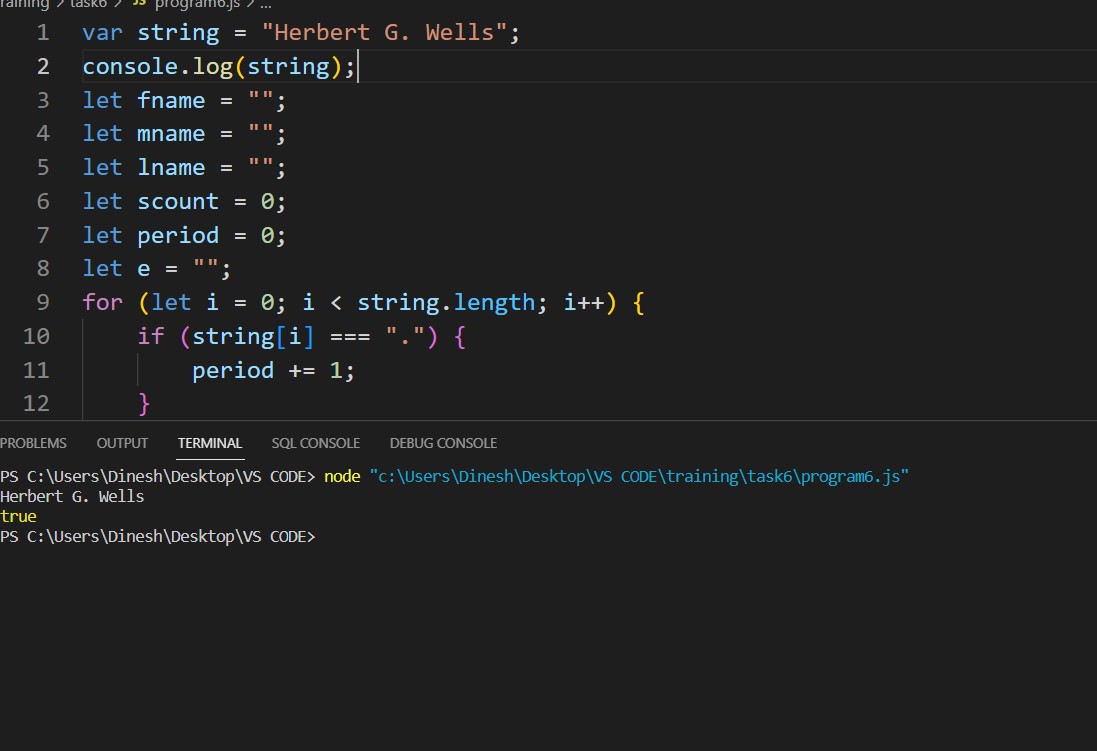 raining > task6 > JS program6.js > ...
1 var string = "Herbert G. Wells";
2 console.log(string);
3 let fname = "";
4 let mname = "";
5 let lname = "";
6 let scount = 0;
7 let period = 0;
8 let e = "";
9 for (let i = 0; i < string.length; i++) {
10 if (string[i] === ".") {
11 period += 1;
12 }
PROBLEMS OUTPUT TERMINAL SQL CONSOLE DEBUG CONSOLE
PS C:\Users\Dinesh\Desktop\VS CODE> node "c:\Users\Dinesh\Desktop\VS CODE\training\task6\program6.js"
Herbert G. Wells
true
PS C:\Users\Dinesh\Desktop\VS CODE>